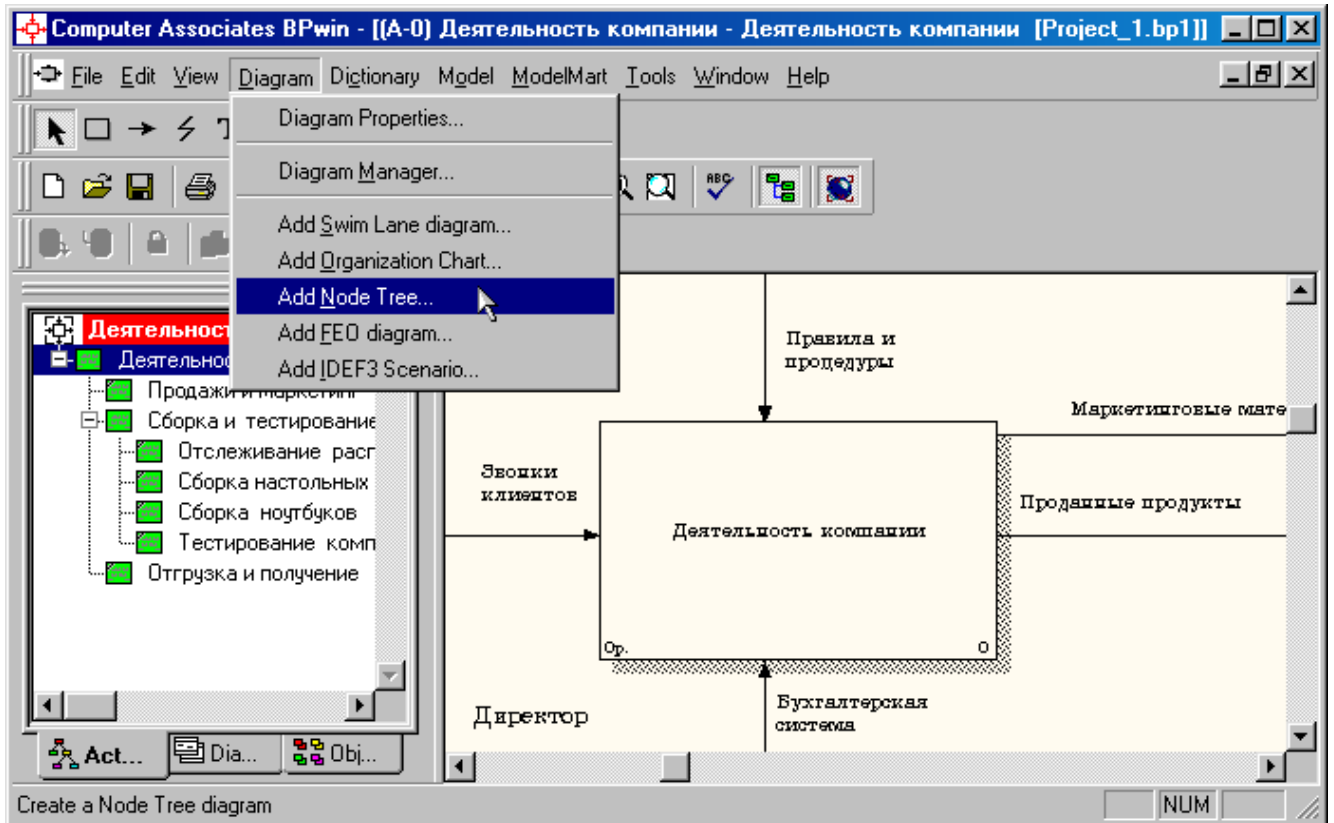 Computer Associates BPwin - [(A-0) Деятельность компании - Деятельность компании [Project_1.bp1]]
File Edit View Diagram Dictionary Model ModelMart Tools Window Help
Diagram Properties...
Diagram Manager...
Add Swim Lane diagram...
Add Organization Chart...
Add Node Tree...
Add FEO diagram...
Add IDEF3 Scenario...
ABC
Деятельност
Деятельнос
Продажи и маркетинг
Сборка и тестирование
Отслеживание расп
Сборка настольных
Сборка ноутбуков
Тестирование комп
Отгрузка и получение
Act...
Dia...
Obj...
Правила и
процедуры
Маркетинговые мате
Звонки
клиентов
Проданные продукты
Деятельность компании
0р.
0
Директор
Бухгалтерская
система
Create a Node Tree diagram
NUM